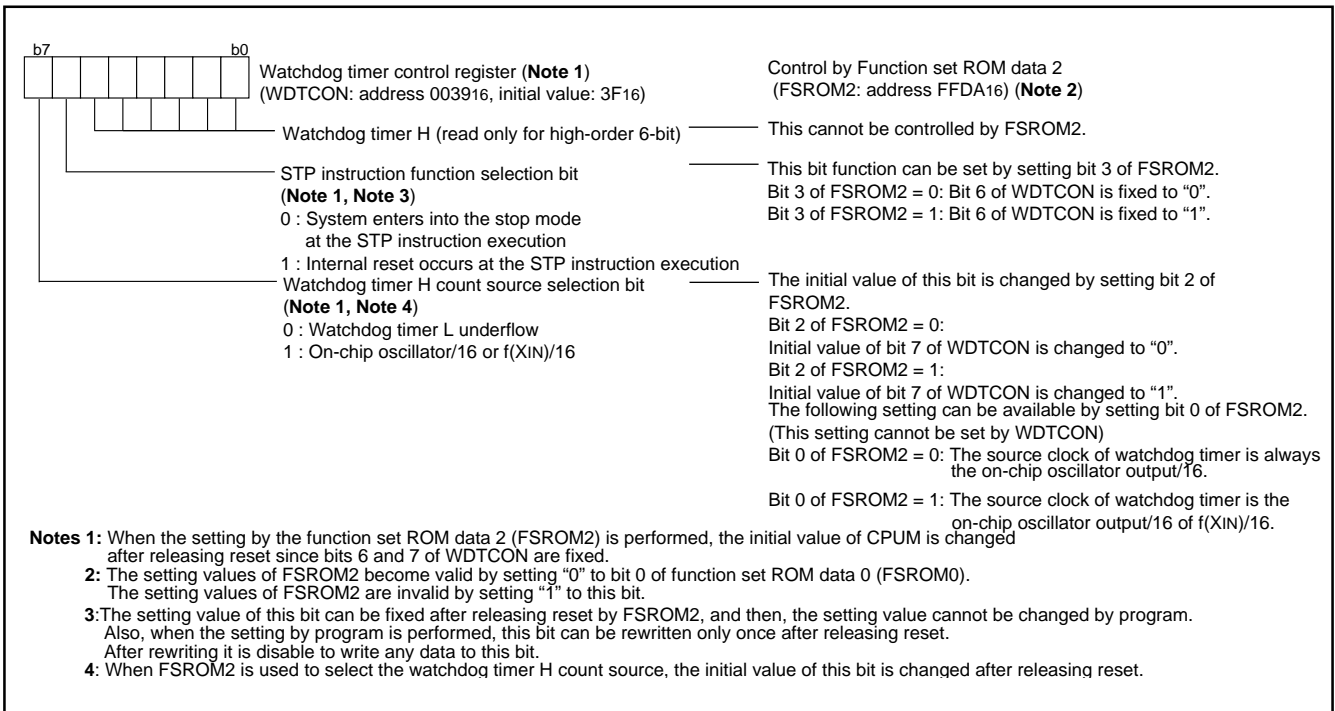 b7 b0
Watchdog timer control register (Note 1)
(WDTCON: address 003916, initial value: 3F16)
Control by Function set ROM data 2
(FSROM2: address FFDA16) (Note 2)
Watchdog timer H (read only for high-order 6-bit)
This cannot be controlled by FSROM2.
STP instruction function selection bit
(Note 1, Note 3)
0 : System enters into the stop mode
at the STP instruction execution
1 : Internal reset occurs at the STP instruction execution
This bit function can be set by setting bit 3 of FSROM2.
Bit 3 of FSROM2 = 0: Bit 6 of WDTCON is fixed to “0”.
Bit 3 of FSROM2 = 1: Bit 6 of WDTCON is fixed to “1”.
Watchdog timer H count source selection bit
(Note 1, Note 4)
0 : Watchdog timer L underflow
1 : On-chip oscillator/16 or f(XIN)/16
The initial value of this bit is changed by setting bit 2 of
FSROM2.
Bit 2 of FSROM2 = 0:
Initial value of bit 7 of WDTCON is changed to “0”.
Bit 2 of FSROM2 = 1:
Initial value of bit 7 of WDTCON is changed to “1”.
The following setting can be available by setting bit 0 of FSROM2.
(This setting cannot be set by WDTCON)
Bit 0 of FSROM2 = 0: The source clock of watchdog timer is always
the on-chip oscillator output/16.
Bit 0 of FSROM2 = 1: The source clock of watchdog timer is the
on-chip oscillator output/16 of f(XIN)/16.
Notes 1: When the setting by the function set ROM data 2 (FSROM2) is performed, the initial value of CPUM is changed
after releasing reset since bits 6 and 7 of WDTCON are fixed.
2: The setting values of FSROM2 become valid by setting “0” to bit 0 of function set ROM data 0 (FSROM0).
The setting values of FSROM2 are invalid by setting “1” to this bit.
3:The setting value of this bit can be fixed after releasing reset by FSROM2, and then, the setting value cannot be changed by program.
Also, when the setting by program is performed, this bit can be rewritten only once after releasing reset.
After rewriting it is disable to write any data to this bit.
4: When FSROM2 is used to select the watchdog timer H count source, the initial value of this bit is changed after releasing reset.